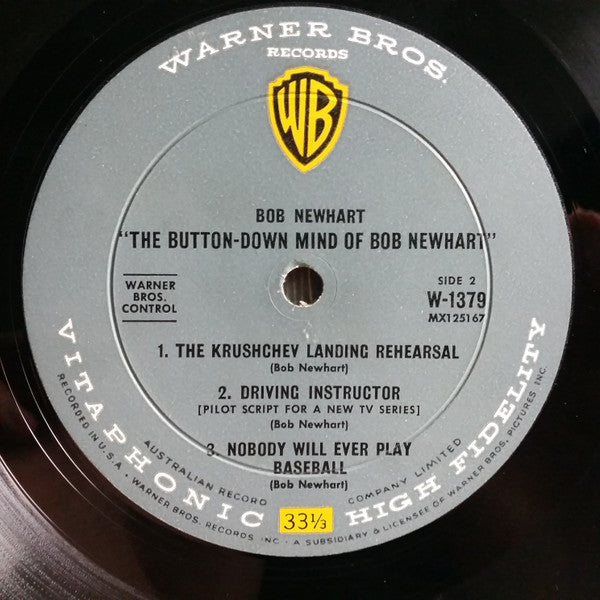 WARNER BROS.
RECORDS
WB
BOB NEWHART
"THE BUTTON-DOWN MIND OF BOB NEWHART"
WARNER
BROS.
CONTROL
SIDE 2
W-1379
MX125167
1. THE KRUSHCHEV LANDING REHEARSAL
(Bob Newhart)
2. DRIVING INSTRUCTOR
[PILOT SCRIPT FOR A NEW TV SERIES]
(Bob Newhart)
3. NOBODY WILL EVER PLAY
BASEBALL
(Bob Newhart)
AUSTRALIAN RECORD COMPANY LIMITED
VITAPHONIC HIGH FIDELITY
33⅓
RECORDED IN U.S.A. • WARNER BROS. RECORDS, INC. • A SUBSIDIARY & LICENSEE OF WARNER BROS. PICTURES, INC.